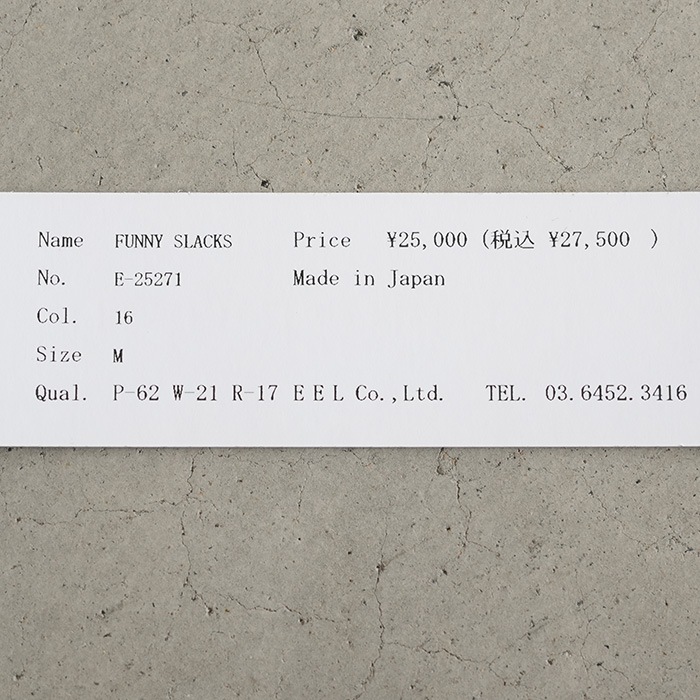 Name FUNNY SLACKS Price ¥25,000 (税込 ¥27,500 )
No. E-25271 Made in Japan
Col. 16
Size M
Qual. P-62 W-21 R-17 E E L Co.,Ltd. TEL. 03.6452.3416